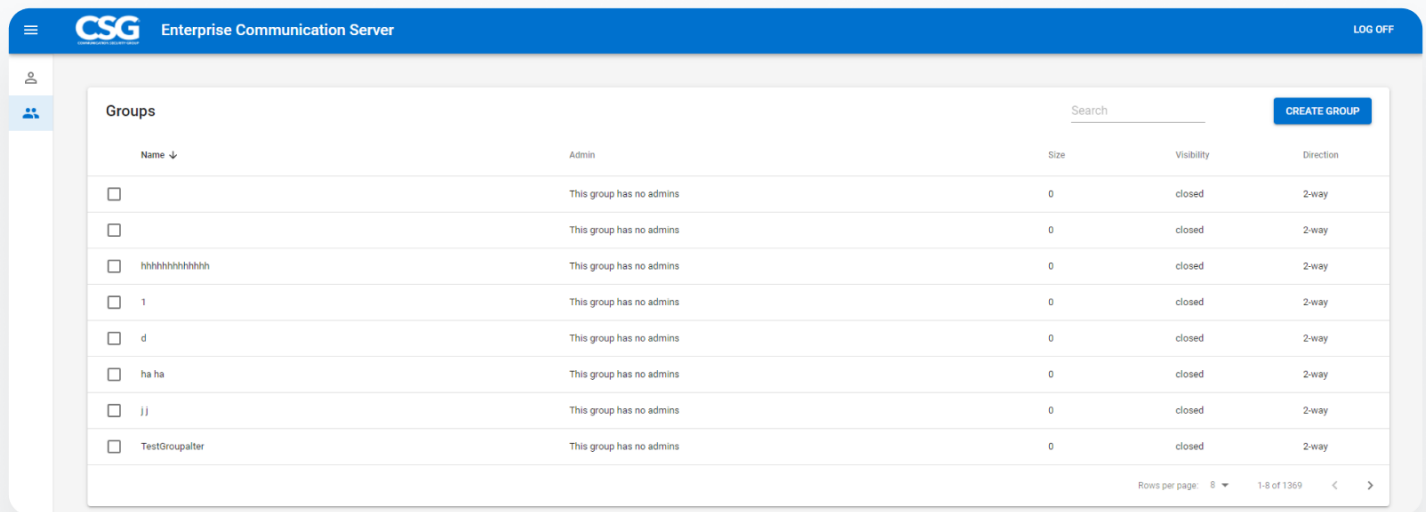 CSG Enterprise Communication Server LOG OFF
COMMUNICATIONS SECURITY GROUP
Groups Search CREATE GROUP
Name Admin Size Visibility Direction
This group has no admins 0 closed 2-way
This group has no admins 0 closed 2-way
hhhhhhhhhhhhh This group has no admins 0 closed 2-way
1 This group has no admins 0 closed 2-way
d This group has no admins 0 closed 2-way
ha ha This group has no admins 0 closed 2-way
j j This group has no admins 0 closed 2-way
TestGroupalter This group has no admins 0 closed 2-way
Rows per page: 8 1-8 of 1369